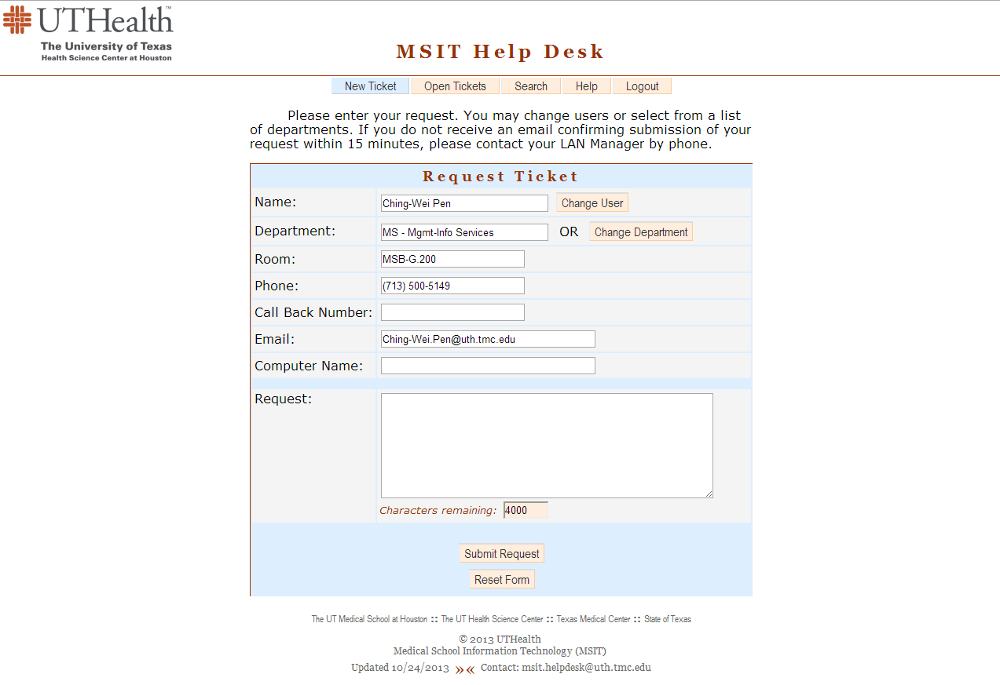 UTHealth™
The University of Texas
Health Science Center at Houston
MSIT Help Desk
New Ticket Open Tickets Search Help Logout
Please enter your request. You may change users or select from a list
of departments. If you do not receive an email confirming submission of your
request within 15 minutes, please contact your LAN Manager by phone.
Request Ticket
Name: Ching-Wei Pen Change User
Department: MS - Mgmt-Info Services OR Change Department
Room: MSB-G.200
Phone: (713) 500-5149
Call Back Number:
Email: Ching-Wei.Pen@uth.tmc.edu
Computer Name:
Request:
Characters remaining: 4000
Submit Request
Reset Form
The UT Medical School at Houston :: The UT Health Science Center :: Texas Medical Center :: State of Texas
© 2013 UTHealth
Medical School Information Technology (MSIT)
Updated 10/24/2013 »« Contact: msit.helpdesk@uth.tmc.edu